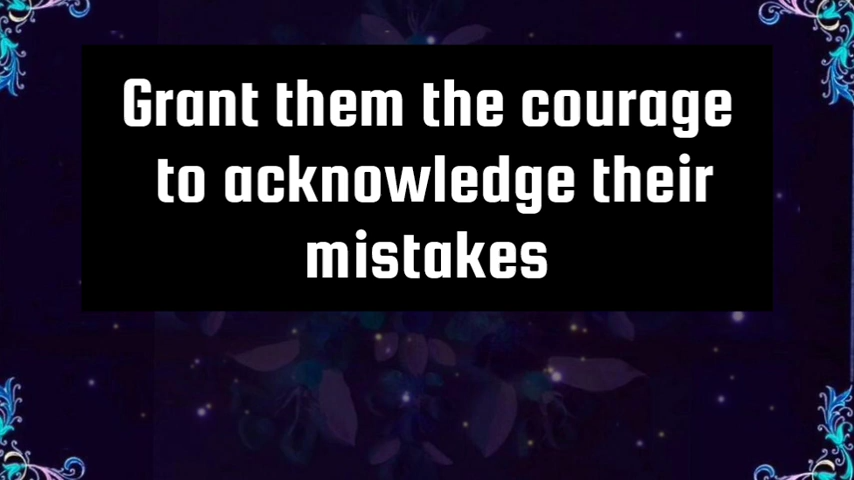 Grant them the courage
to acknowledge their
mistakes